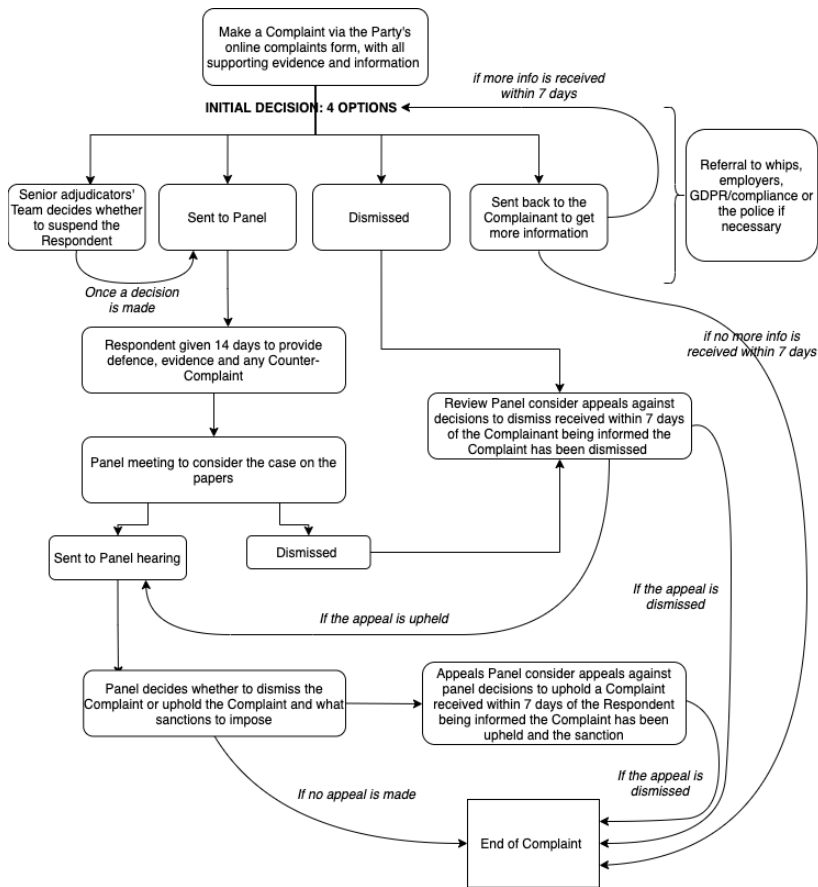 Make a Complaint via the Party's
online complaints form, with all
supporting evidence and information
if more info is received
within 7 days
INITIAL DECISION: 4 OPTIONS
Senior adjudicators'
Team decides whether
to suspend the
Respondent
Sent to Panel
Dismissed
Sent back to the
Complainant to get
more information
Referral to whips,
employers,
GDPR/compliance or
the police if
necessary
Once a decision
is made
Respondent given 14 days to provide
defence, evidence and any Counter-
Complaint
if no more info is
received within 7 days
Review Panel consider appeals against
decisions to dismiss received within 7 days
of the Complainant being informed the
Complaint has been dismissed
Panel meeting to consider the case on the
papers
Sent to Panel hearing
Dismissed
If the appeal is upheld
If the appeal is
dismissed
Panel decides whether to dismiss the
Complaint or uphold the Complaint and what
sanctions to impose
Appeals Panel consider appeals against
panel decisions to uphold a Complaint
received within 7 days of the Respondent
being informed the Complaint has been
upheld and the sanction
If no appeal is made
If the appeal is
dismissed
End of Complaint